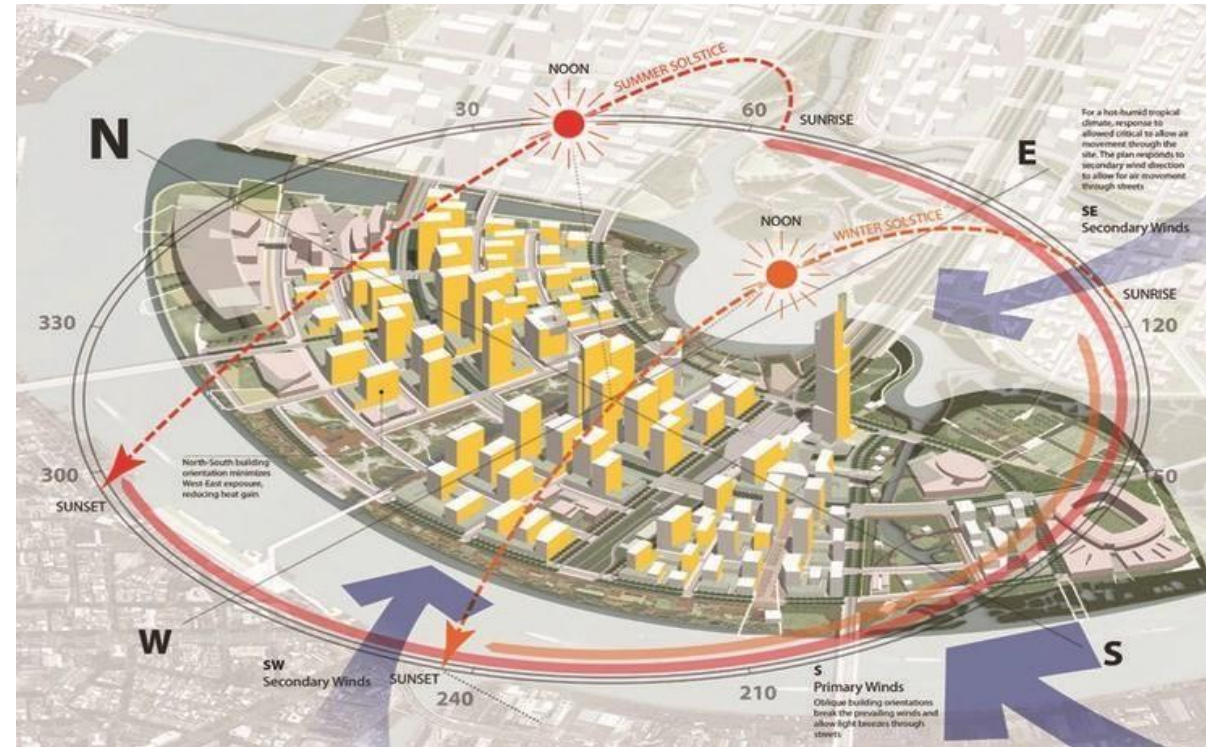 NOON
SUMMER SOLSTICE
30
60
SUNRISE
N
E
For a hot-humid tropical
climate, response to
allowed critical to allow air
movement through the
site. The plan responds to
secondary wind direction
to allow for air movement
through streets
SE
Secondary Winds
NOON
WINTER SOLSTICE
SUNRISE
120
330
300
SUNSET
North-South building
orientation minimizes
West-East exposure,
reducing heat gain
50
W
SW
Secondary Winds
SUNSET
240
210
S
Primary Winds
Oblique building orientations
break the prevailing winds and
allow light breezes through
streets
S